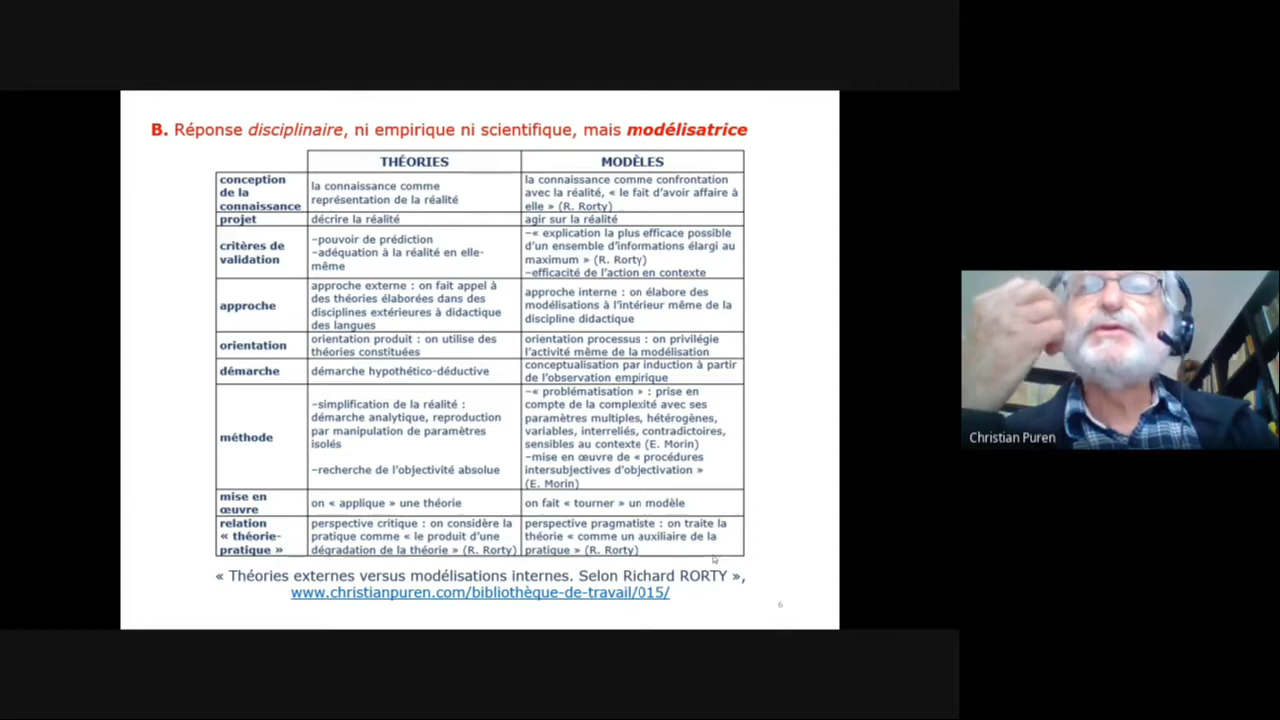 B. Réponse disciplinaire, ni empirique ni scientifique, mais modélisatrice
THÉORIES
MODÈLES
conception
de la
connaissance
la connaissance comme
représentation de la réalité
la connaissance comme confrontation
avec la réalité, « le fait d’avoir affaire à
elle » (R. Rorty)
projet
décrire la réalité
agir sur la réalité
critères de
validation
–pouvoir de prédiction
–adéquation à la réalité en elle-
même
–« explication la plus efficace possible
d’un ensemble d’informations élargi au
maximum » (R. Rorty)
–efficacité de l’action en contexte
approche
approche externe : on fait appel à
des théories élaborées dans des
disciplines extérieures à didactique
des langues
approche interne : on élabore des
modélisations à l’intérieur même de la
discipline didactique
orientation
orientation produit : on utilise des
théories constituées
orientation processus : on privilégie
l’activité même de la modélisation
démarche
démarche hypothético-déductive
conceptualisation par induction à partir
de l’observation empirique
méthode
–simplification de la réalité :
démarche analytique, reproduction
par manipulation de paramètres
isolés
–recherche de l’objectivité absolue
–« problématisation » : prise en
compte de la complexité avec ses
paramètres multiples, hétérogènes,
variables, interreliés, contradictoires,
sensibles au contexte (E. Morin)
–mise en œuvre de « procédures
intersubjectives d’objectivation »
(E. Morin)
mise en
œuvre
on « applique » une théorie
on fait « tourner » un modèle
relation
« théorie-
pratique »
perspective critique : on considère la
pratique comme « le produit d’une
dégradation de la théorie » (R. Rorty)
perspective pragmatiste : on traite la
théorie « comme un auxiliaire de la
pratique » (R. Rorty)
« Théories externes versus modélisations internes. Selon Richard RORTY »,
www.christianpuren.com/bibliothèque-de-travail/015/
6
Christian Puren